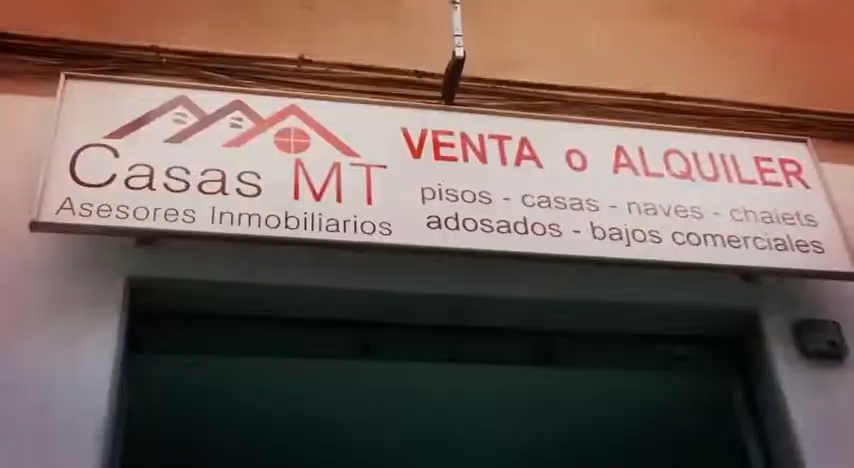 Casas MT
Asesores Inmobiliarios
VENTA o ALQUILER
pisos - casas - naves - chalets
adosados - bajos comerciales